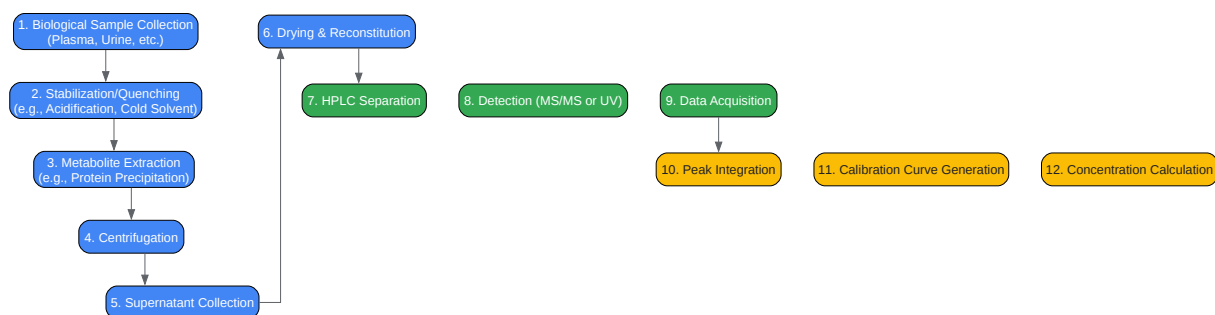 1. Biological Sample Collection
(Plasma, Urine, etc.)
2. Stabilization/Quenching
(e.g., Acidification, Cold Solvent)
3. Metabolite Extraction
(e.g., Protein Precipitation)
4. Centrifugation
5. Supernatant Collection
6. Drying & Reconstitution
7. HPLC Separation
8. Detection (MS/MS or UV)
9. Data Acquisition
10. Peak Integration
11. Calibration Curve Generation
12. Concentration Calculation